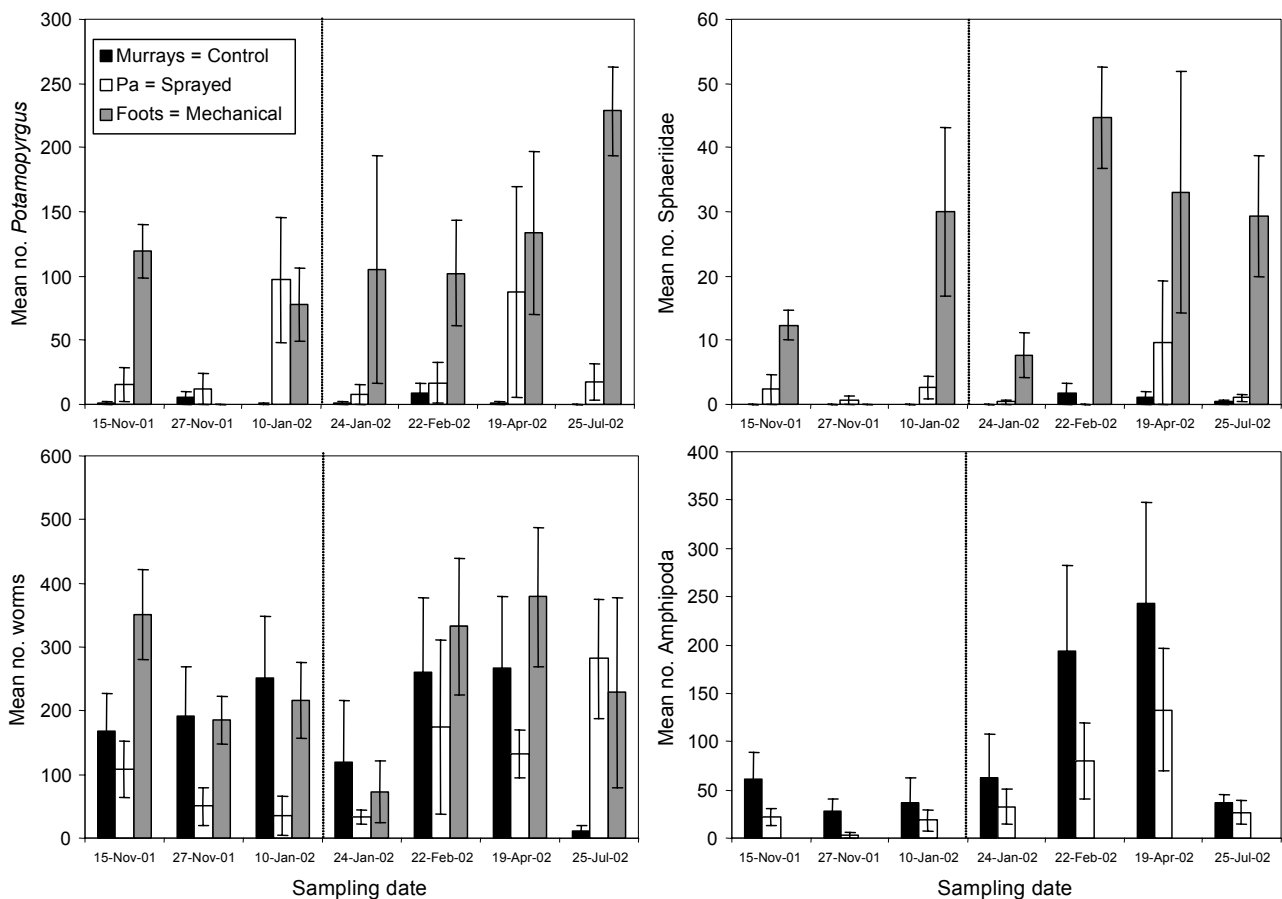 Mean no. Potamopyrgus
300
250
200
150
100
50
0
Murrays = Control
Pa = Sprayed
Foots = Mechanical
15-Nov-01 27-Nov-01 10-Jan-02 24-Jan-02 22-Feb-02 19-Apr-02 25-Jul-02
Mean no. Sphaeriidae
60
50
40
30
20
10
0
15-Nov-01 27-Nov-01 10-Jan-02 24-Jan-02 22-Feb-02 19-Apr-02 25-Jul-02
Mean no. worms
600
500
400
300
200
100
0
15-Nov-01 27-Nov-01 10-Jan-02 24-Jan-02 22-Feb-02 19-Apr-02 25-Jul-02
Sampling date
Mean no. Amphipoda
400
350
300
250
200
150
100
50
0
15-Nov-01 27-Nov-01 10-Jan-02 24-Jan-02 22-Feb-02 19-Apr-02 25-Jul-02
Sampling date